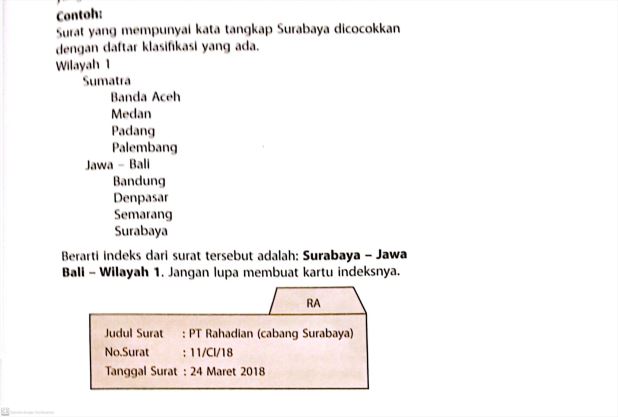 Contoh:
Surat yang mempunyai kata tangkap Surabaya dicocokkan
dengan daftar klasifikasi yang ada.
Wilayah 1
Sumatra
Banda Aceh
Medan
Padang
Palembang
Jawa – Bali
Bandung
Denpasar
Semarang
Surabaya
Berarti indeks dari surat tersebut adalah: Surabaya – Jawa
Bali – Wilayah 1. Jangan lupa membuat kartu indeksnya.
RA
Judul Surat : PT Rahadian (cabang Surabaya)
No.Surat : 11/CI/18
Tanggal Surat : 24 Maret 2018